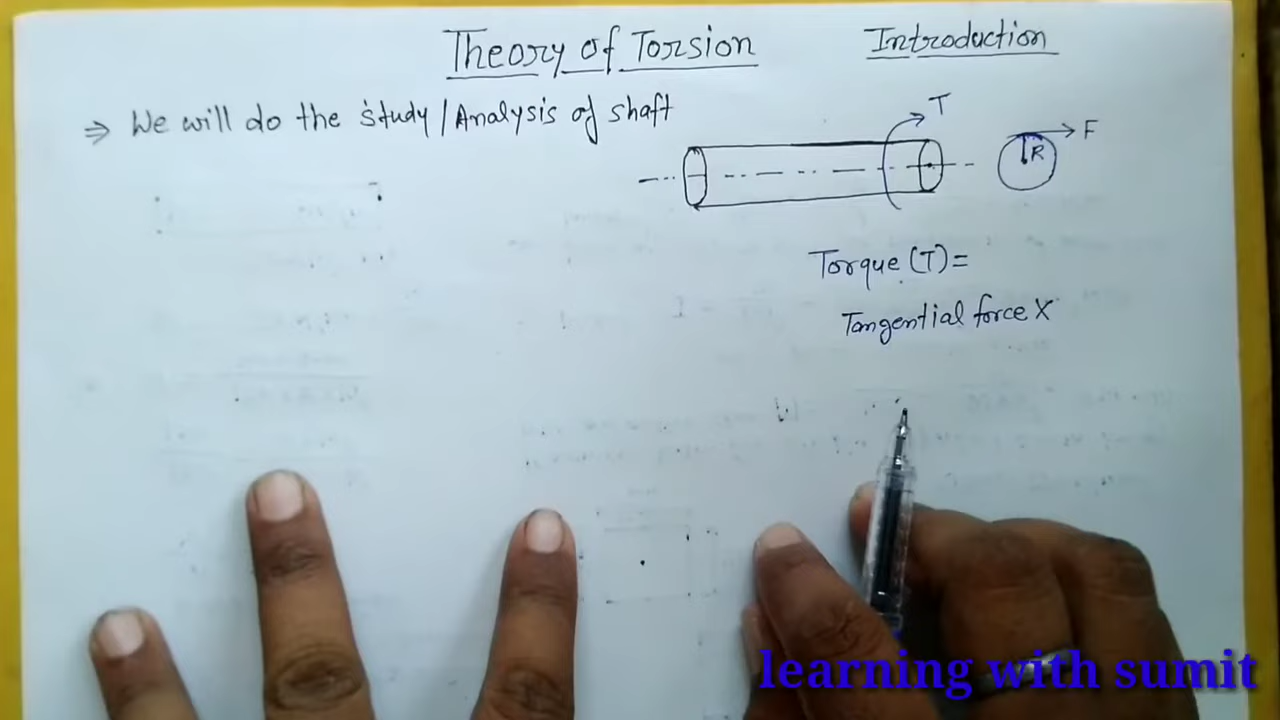 Theory of Torsion
Introduction
⇒ We will do the study / Analysis of shaft
T
F
R
Torque (T) =
Tangential force X
learning with sumit